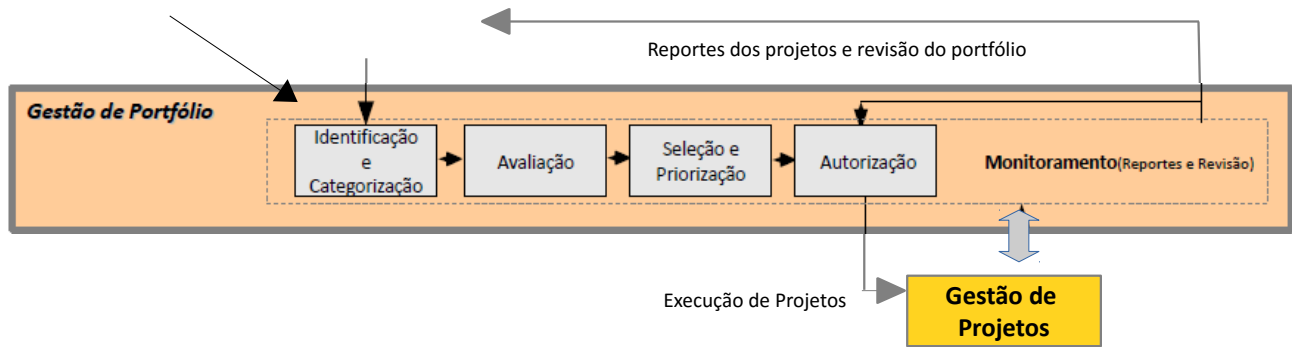 Reportes dos projetos e revisão do portfólio
Gestão de Portfólio
Identificação
e
Categorização
Avaliação
Seleção e
Priorização
Autorização
Monitoramento(Reportes e Revisão)
Execução de Projetos
Gestão de
Projetos